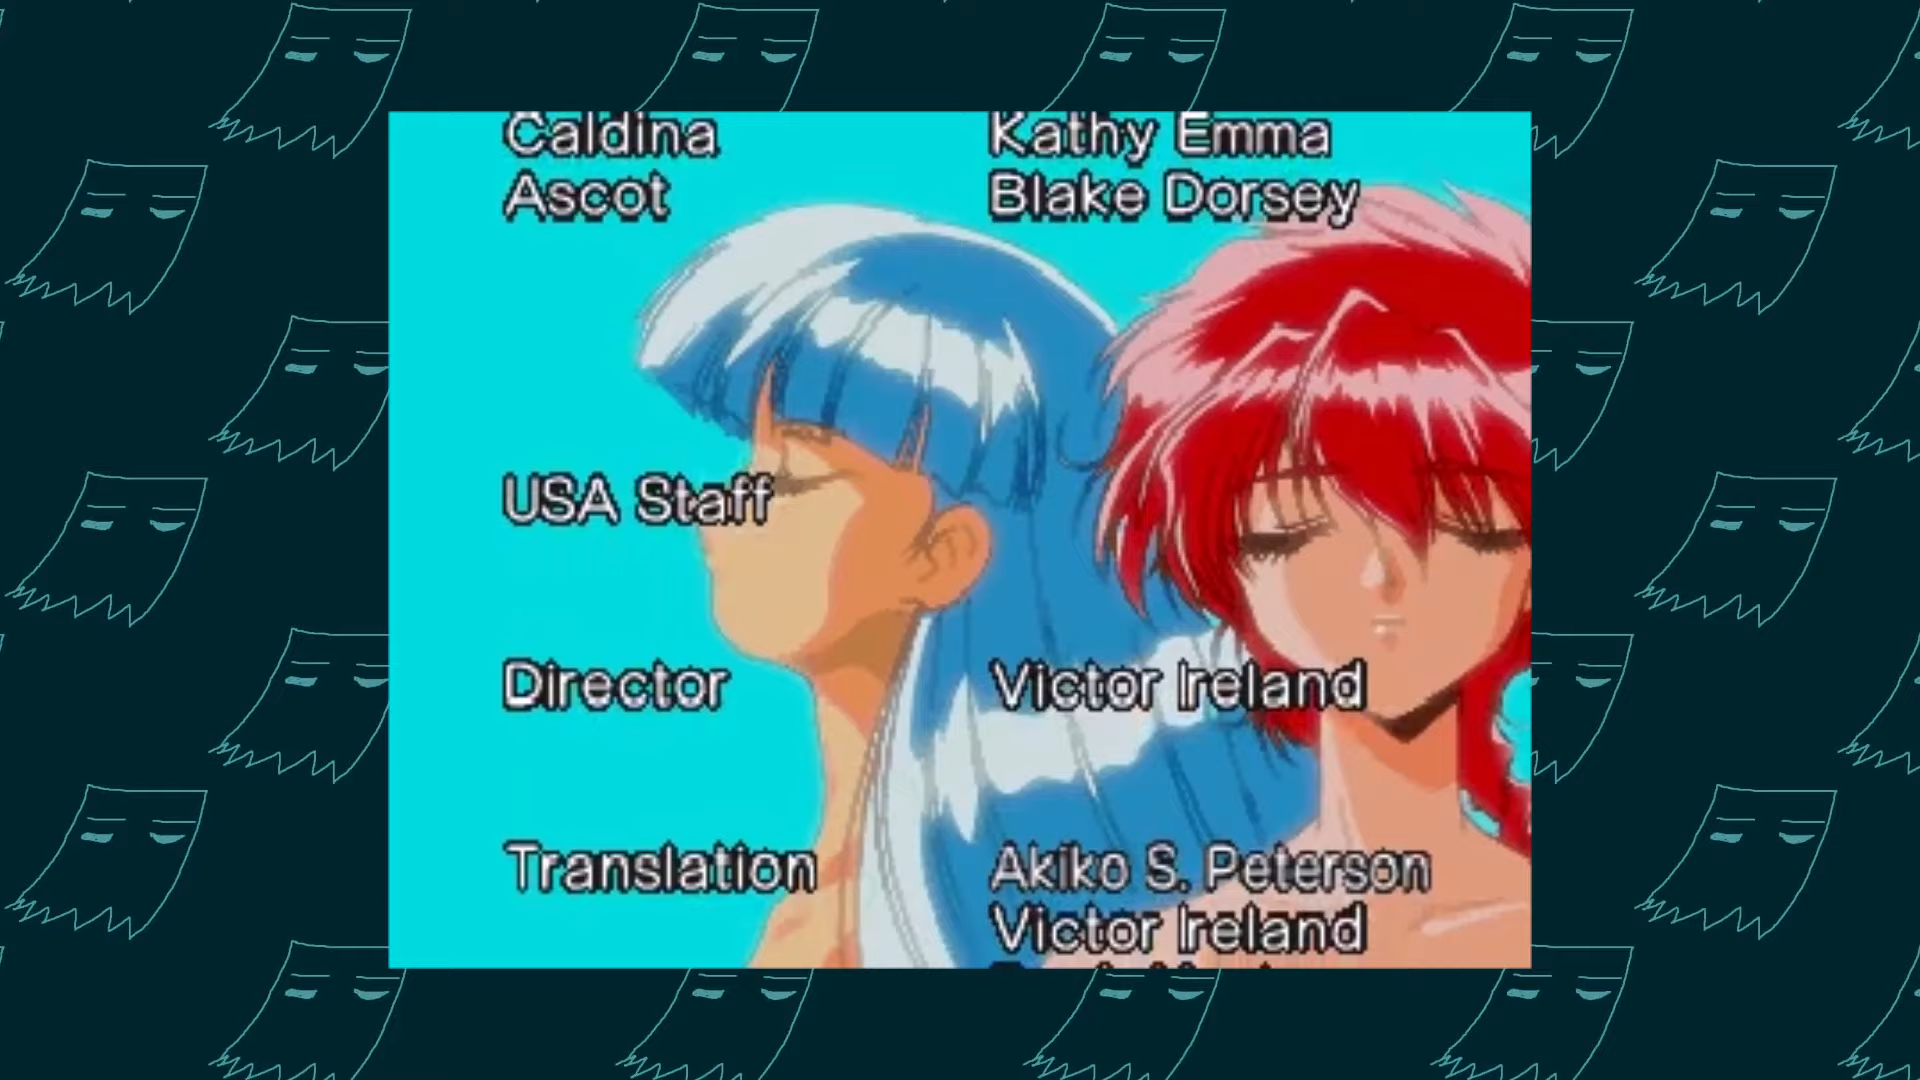 Caldina Kathy Emma
Ascot Blake Dorsey
USA Staff
Director Victor Ireland
Translation Akiko S. Peterson
Victor Ireland